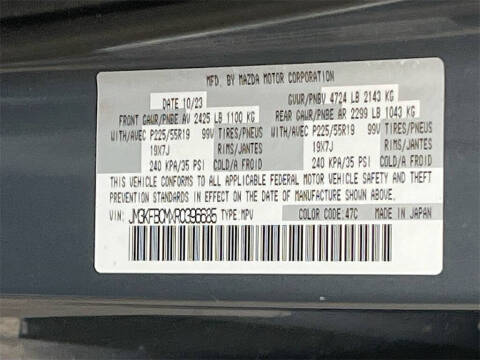 MFD. BY MAZDA MOTOR CORPORATION
DATE 10/23 GVWR/PNBV 4724 LB 2143 KG
FRONT GAWR/PNBE AV 2425 LB 1100 KG REAR GAWR/PNBE AR 2299 LB 1043 KG
WITH/AVEC P225/55R19 99V TIRES/PNEUS WITH/AVEC P225/55R19 99V TIRES/PNEUS
19X7J RIMS/JANTES 19X7J RIMS/JANTES
240 KPA/35 PSI COLD/A FROID 240 KPA/35 PSI COLD/A FROID
THIS VEHICLE CONFORMS TO ALL APPLICABLE FEDERAL MOTOR VEHICLE SAFETY AND THEFT
PREVENTION STANDARDS IN EFFECT ON THE DATE OF MANUFACTURE SHOWN ABOVE.
VIN: JM3KFBCMXR0396685 TYPE:MPV COLOR CODE:47C MADE IN JAPAN